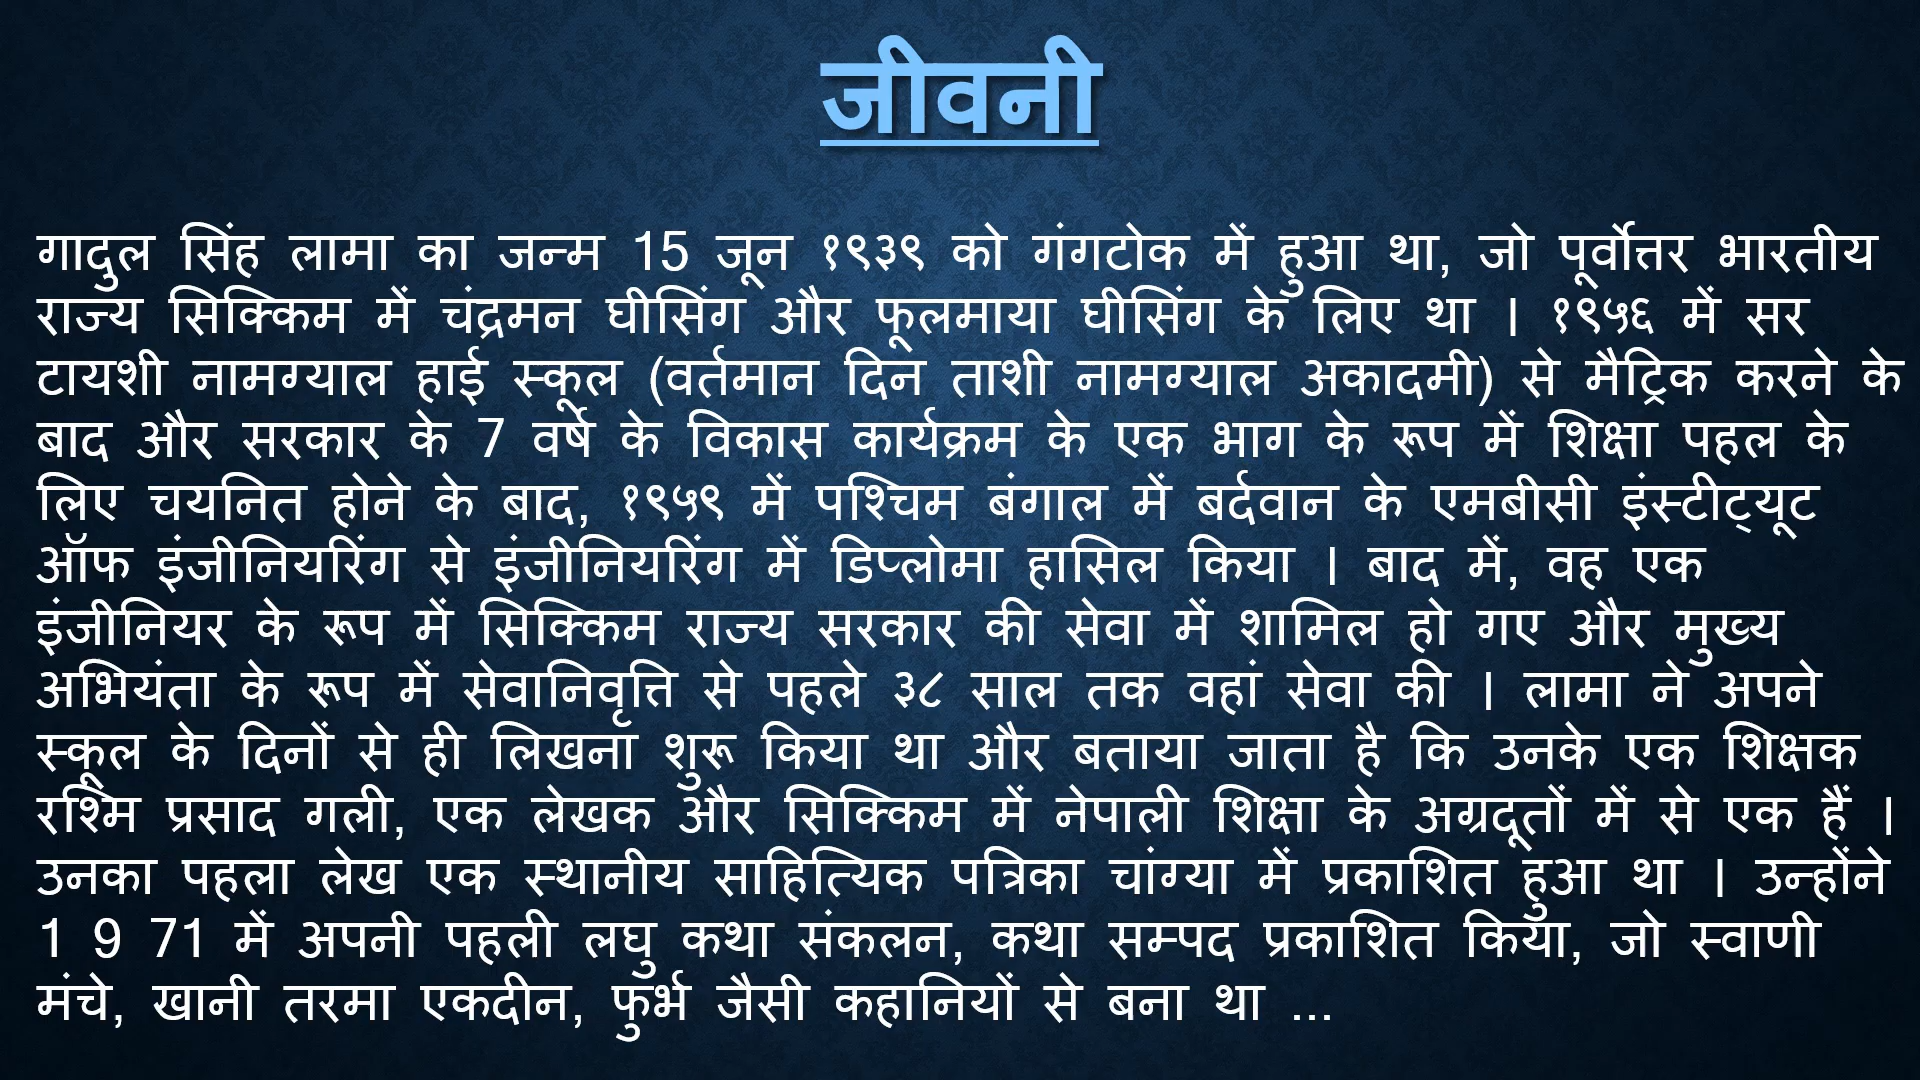 जीवनी
गादुल सिंह लामा का जन्म 15 जून १९३९ को गंगटोक में हुआ था, जो पूर्वोत्तर भारतीय
राज्य सिक्किम में चंद्रमन घीसिंग और फूलमाया घीसिंग के लिए था । १९५६ में सर
टायशी नामग्याल हाई स्कूल (वर्तमान दिन ताशी नामग्याल अकादमी) से मैट्रिक करने के
बाद और सरकार के 7 वर्षे के विकास कार्यक्रम के एक भाग के रूप में शिक्षा पहल के
लिए चयनित होने के बाद, १९५९ में पश्चिम बंगाल में बर्दवान के एमबीसी इंस्टीट्यूट
ऑफ इंजीनियरिंग से इंजीनियरिंग में डिप्लोमा हासिल किया । बाद में, वह एक
इंजीनियर के रूप में सिक्किम राज्य सरकार की सेवा में शामिल हो गए और मुख्य
अभियंता के रूप में सेवानिवृत्ति से पहले ३८ साल तक वहां सेवा की । लामा ने अपने
स्कूल के दिनों से ही लिखना शुरू किया था और बताया जाता है कि उनके एक शिक्षक
रश्मि प्रसाद गली, एक लेखक और सिक्किम में नेपाली शिक्षा के अग्रदूतों में से एक हैं ।
उनका पहला लेख एक स्थानीय साहित्यिक पत्रिका चांग्या में प्रकाशित हुआ था । उन्होंने
1 9 71 में अपनी पहली लघु कथा संकलन, कथा सम्पद प्रकाशित किया, जो स्वाणी
मंचे, खानी तरमा एकदीन, फुर्भ जैसी कहानियों से बना था ...